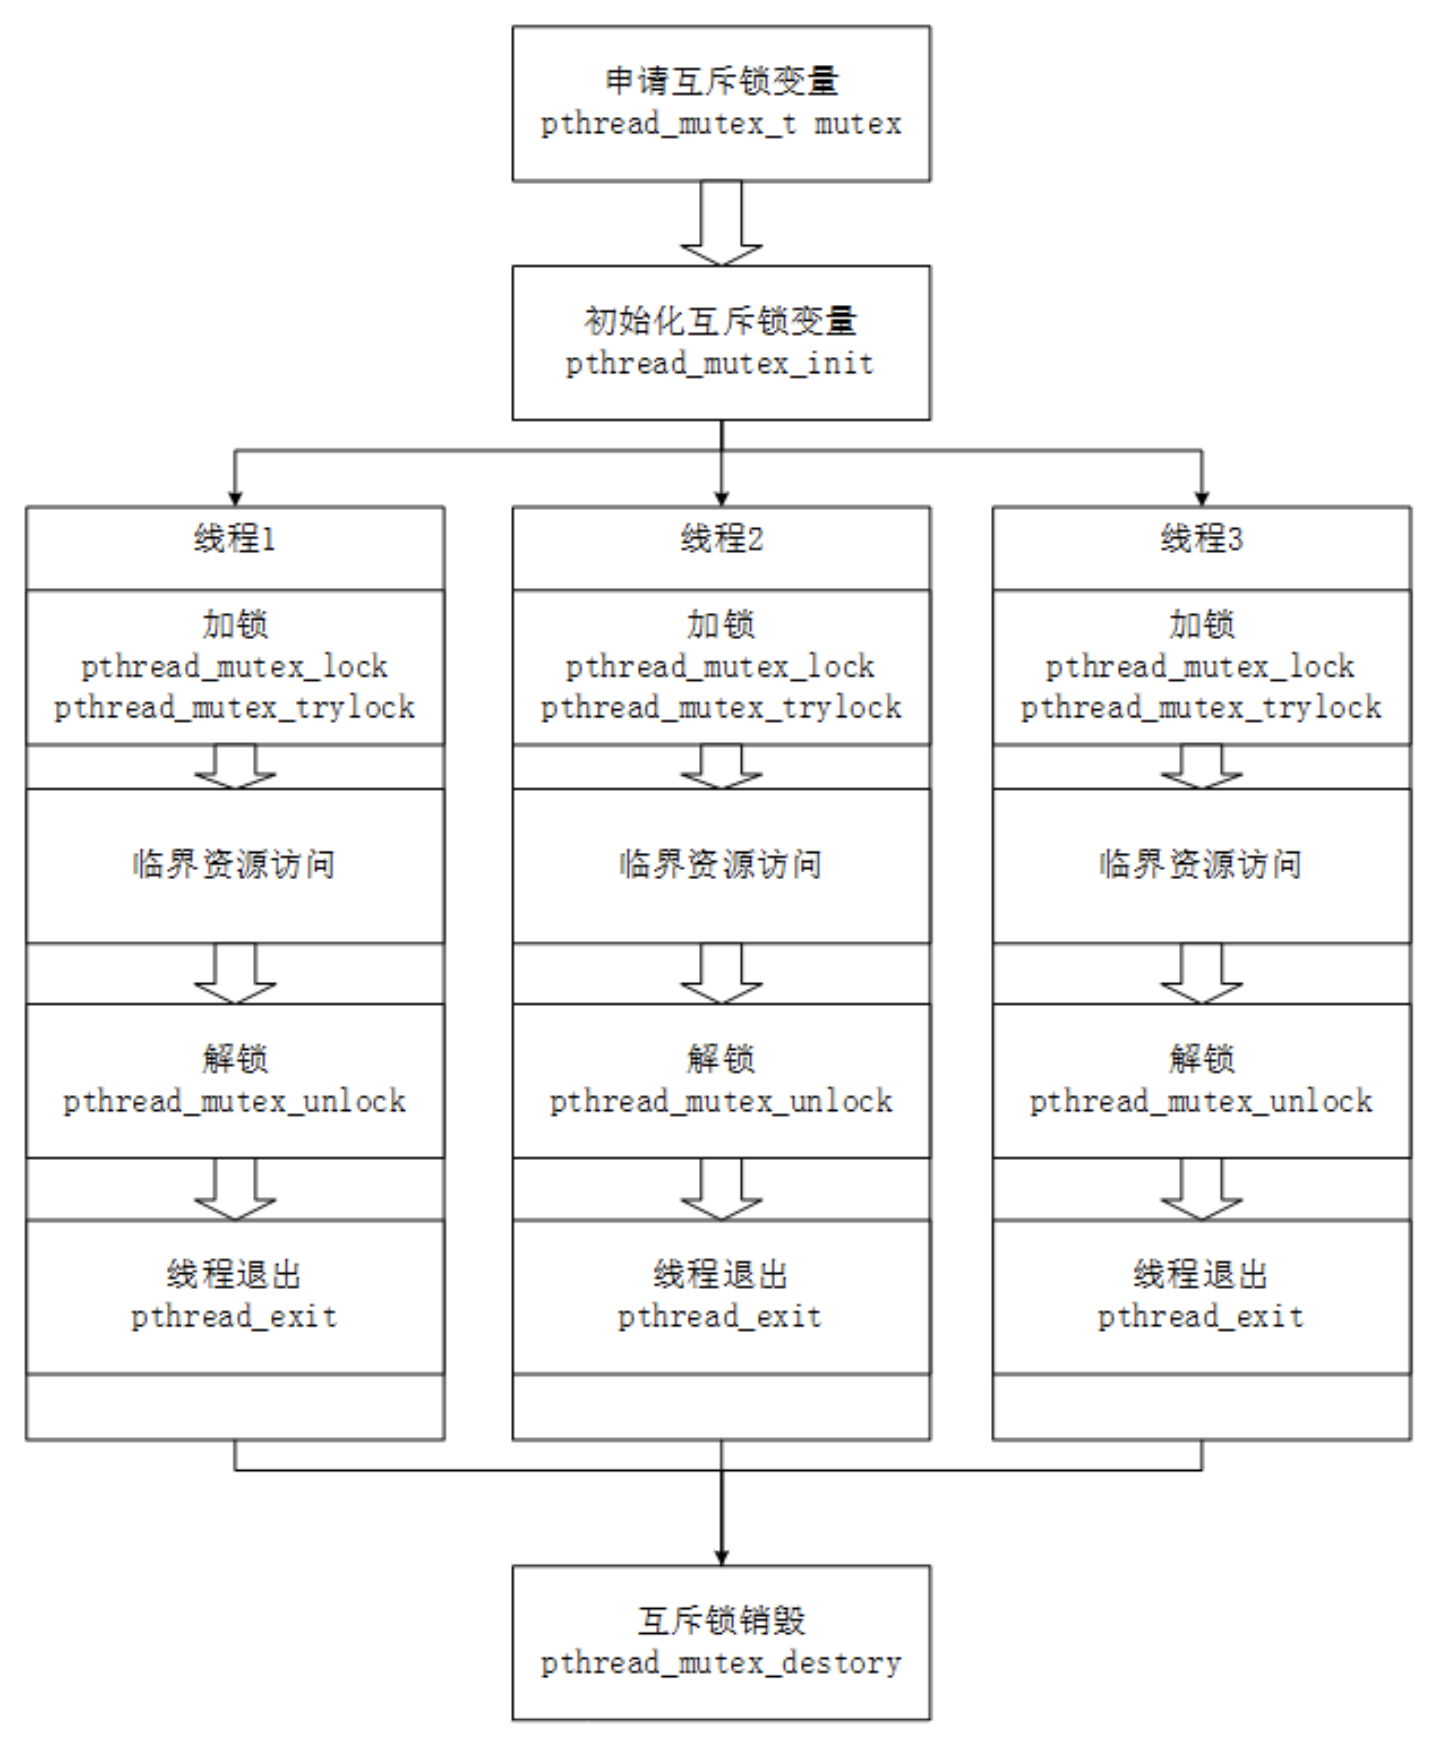 申请互斥锁变量
pthread_mutex_t mutex
初始化互斥锁变量
pthread_mutex_init
线程1
加锁
pthread_mutex_lock
pthread_mutex_trylock
临界资源访问
解锁
pthread_mutex_unlock
线程退出
pthread_exit
线程2
加锁
pthread_mutex_lock
pthread_mutex_trylock
临界资源访问
解锁
pthread_mutex_unlock
线程退出
pthread_exit
线程3
加锁
pthread_mutex_lock
pthread_mutex_trylock
临界资源访问
解锁
pthread_mutex_unlock
线程退出
pthread_exit
互斥锁销毁
pthread_mutex_destory